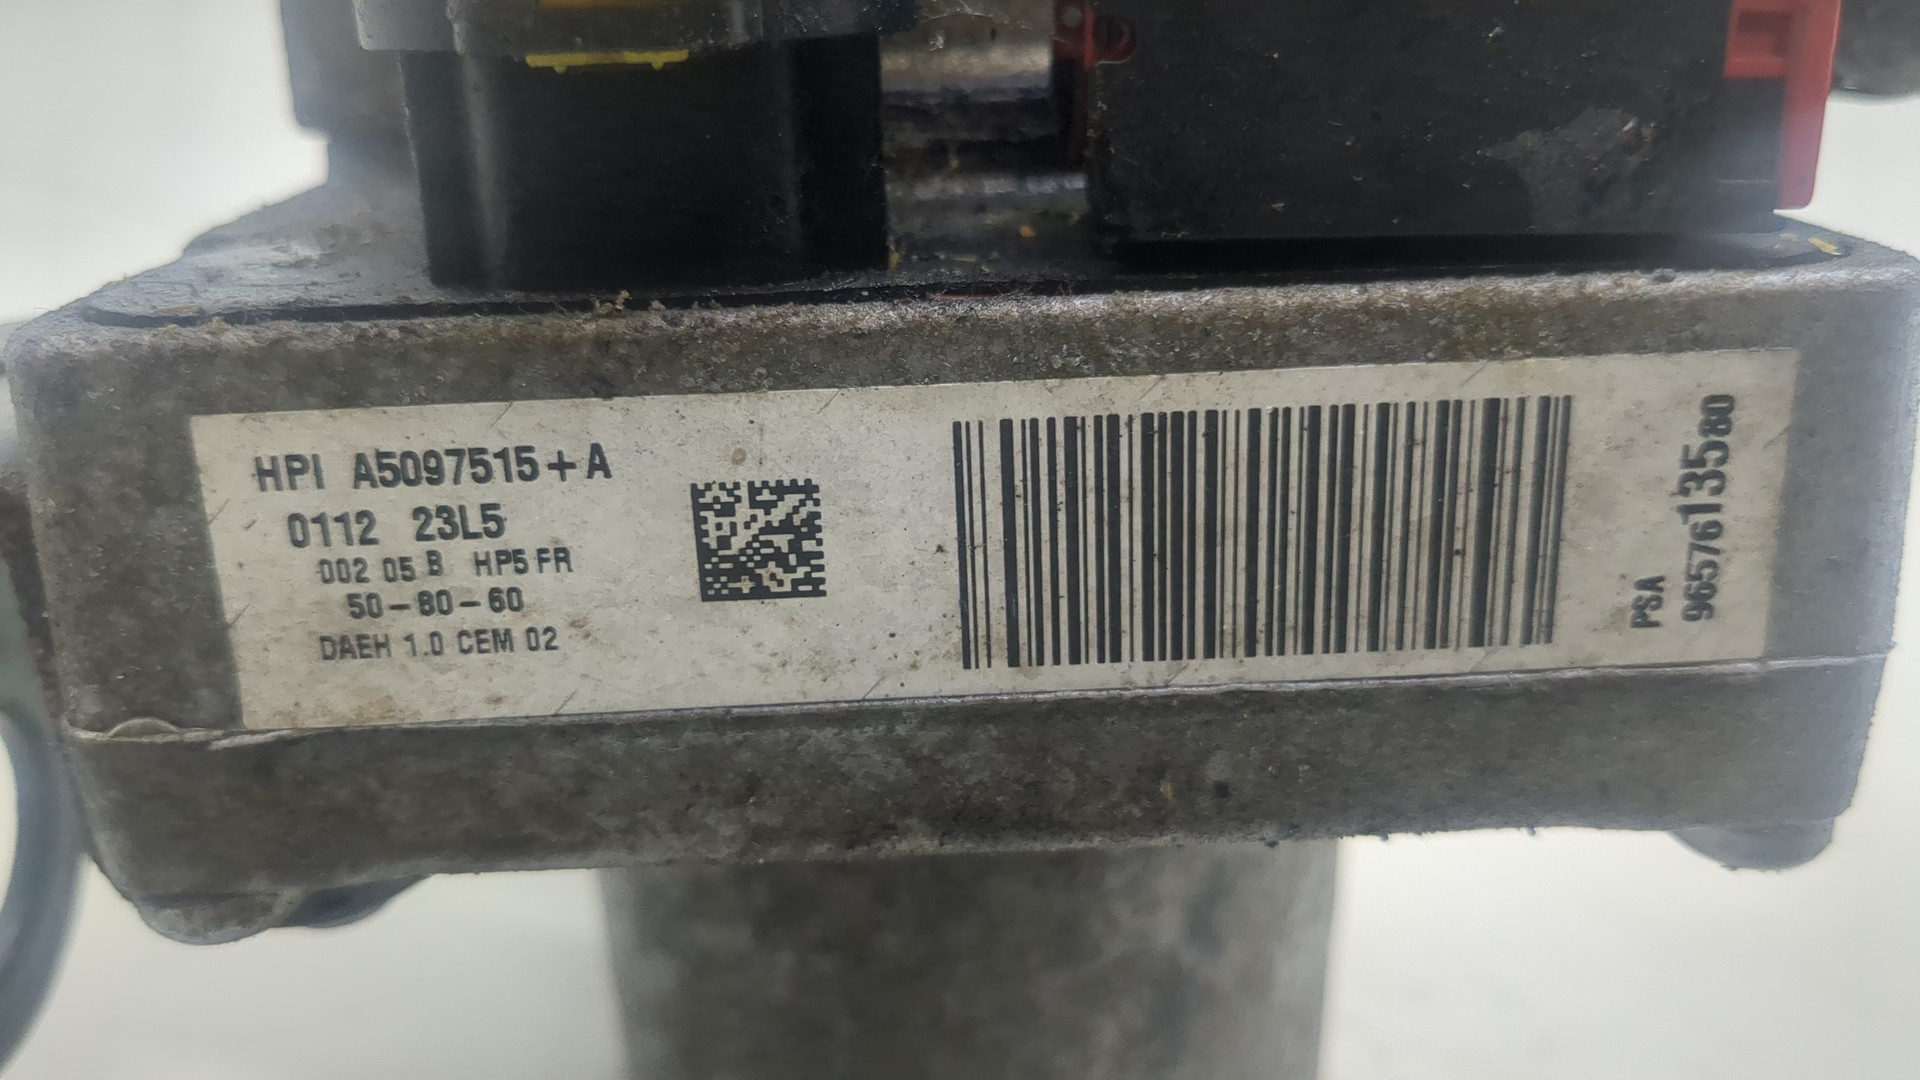 HPI A5097515+A
0112 23L5
002 05 B HP5 FR
50-80-60
DAEH 1.0 CEM 02
PSA
9657613580